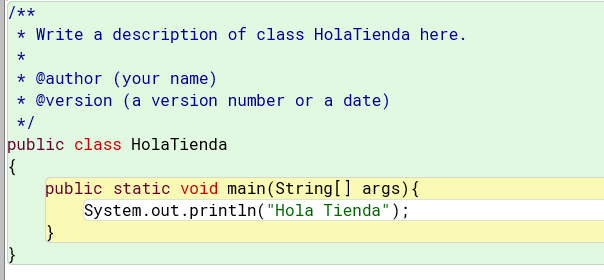 /**
 * Write a description of class HolaTienda here.
 *
 * @author (your name)
 * @version (a version number or a date)
 */
public class HolaTienda
{
    public static void main(String[] args){
        System.out.println("Hola Tienda");
    }
}